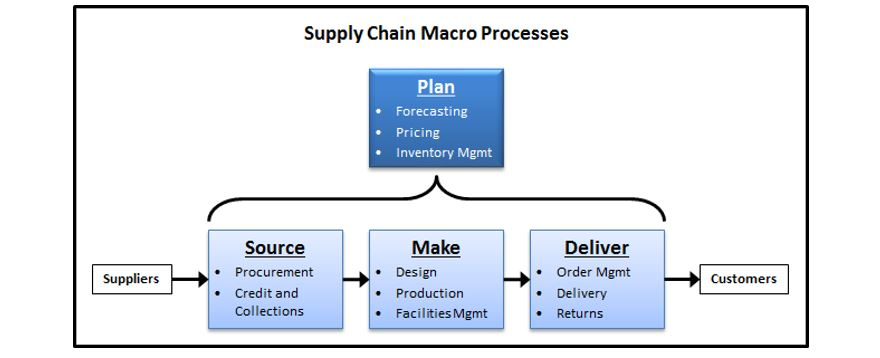 Supply Chain Macro Processes
Plan
• Forecasting
• Pricing
• Inventory Mgmt
Suppliers
Source
• Procurement
• Credit and
Collections
Make
• Design
• Production
• Facilities Mgmt
Deliver
• Order Mgmt
• Delivery
• Returns
Customers